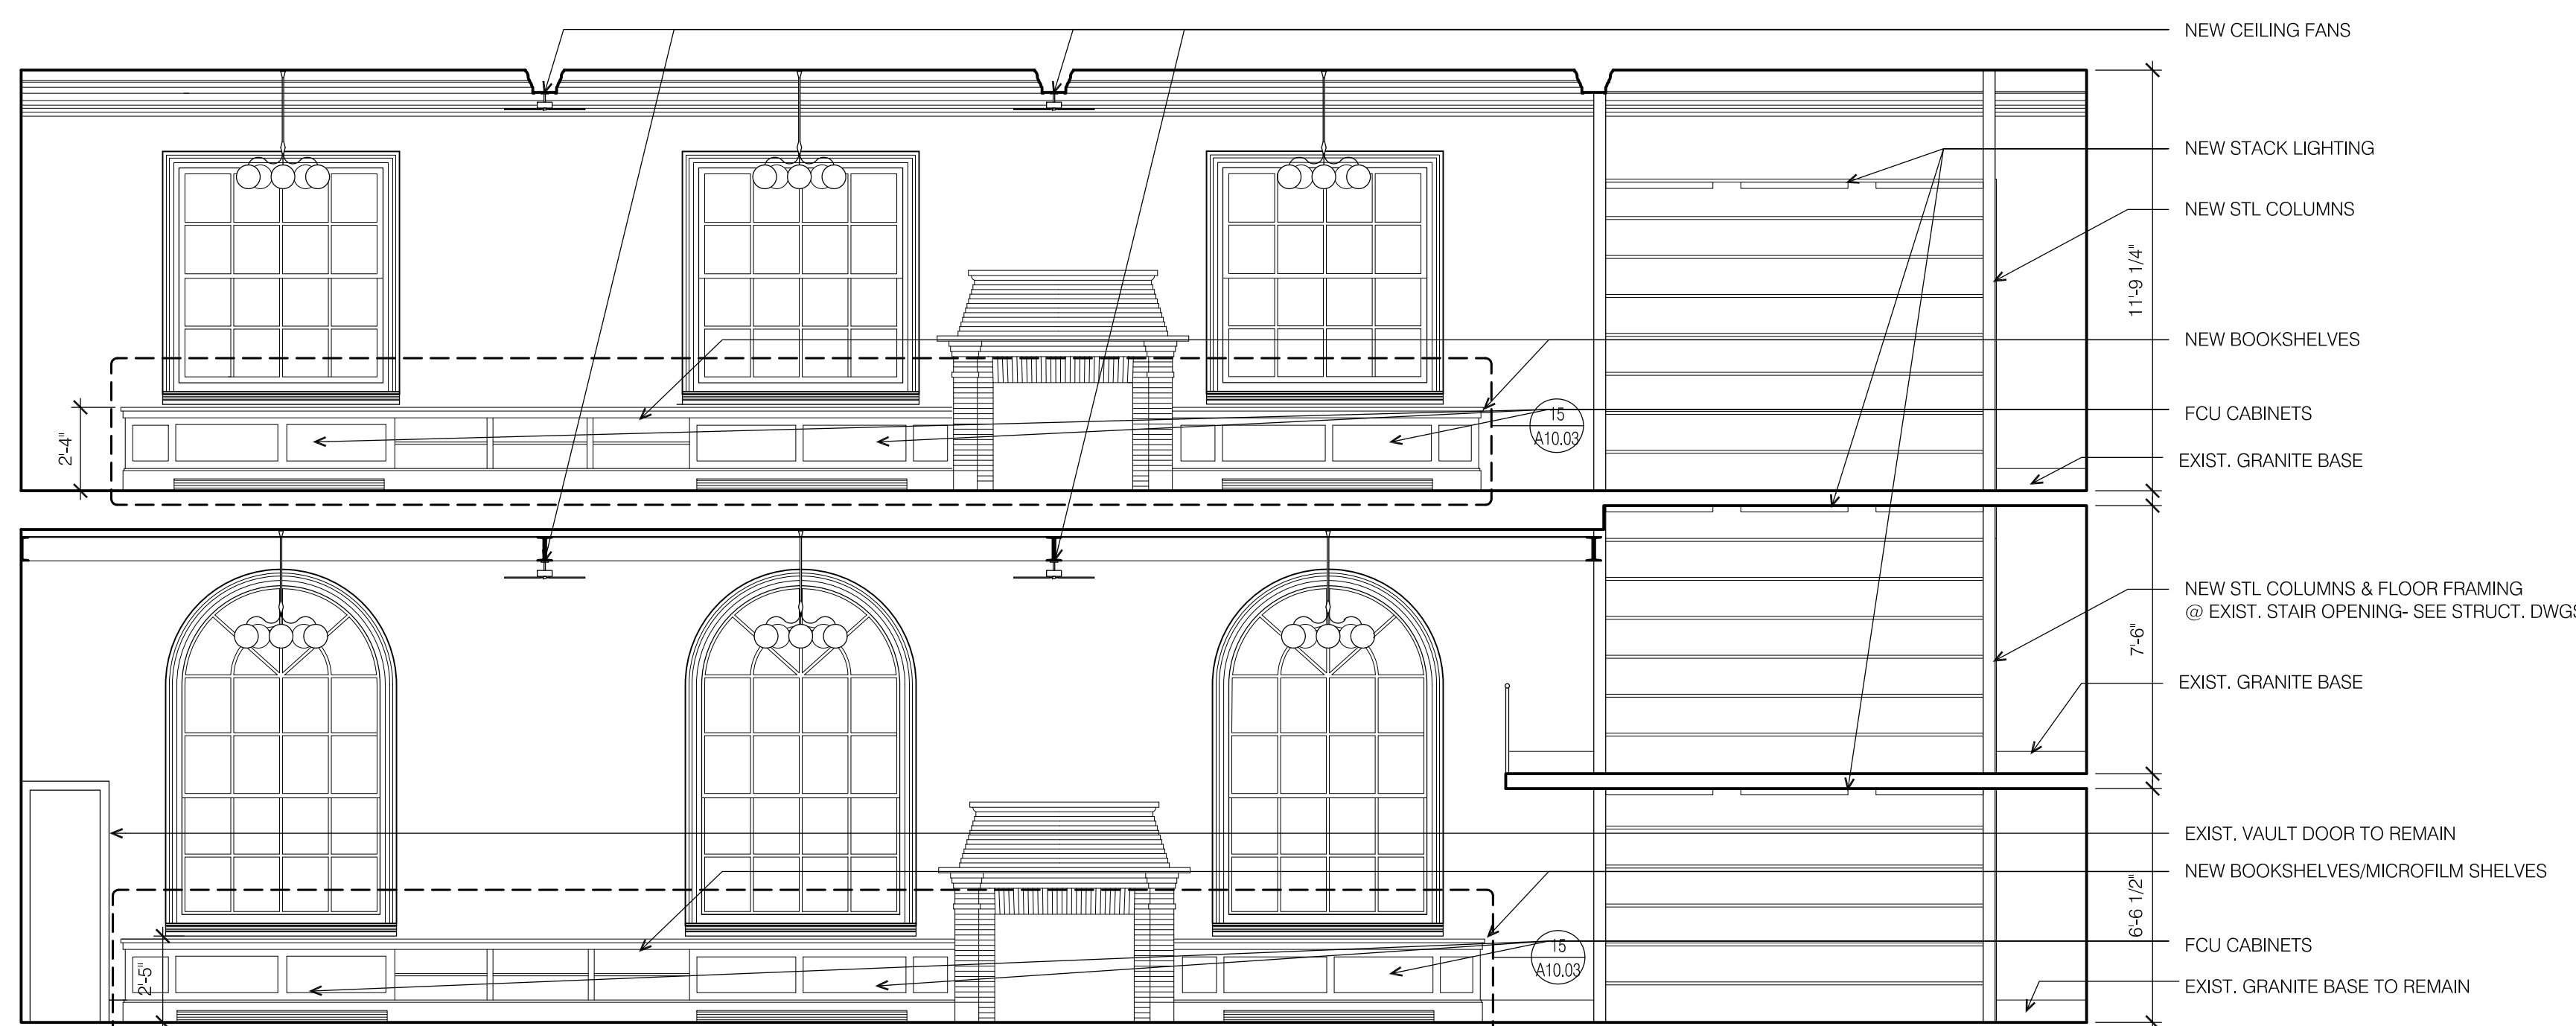 NEW CEILING FANS
NEW STACK LIGHTING
NEW STL COLUMNS
11'-9 1/4"
NEW BOOKSHELVES
2'-4"
15
A10.03
FCU CABINETS
EXIST. GRANITE BASE
NEW STL COLUMNS & FLOOR FRAMING
@ EXIST. STAIR OPENING- SEE STRUCT. DWGS
7'-6"
EXIST. GRANITE BASE
EXIST. VAULT DOOR TO REMAIN
NEW BOOKSHELVES/MICROFILM SHELVES
6'-6 1/2"
2'-5"
15
A10.03
FCU CABINETS
EXIST. GRANITE BASE TO REMAIN